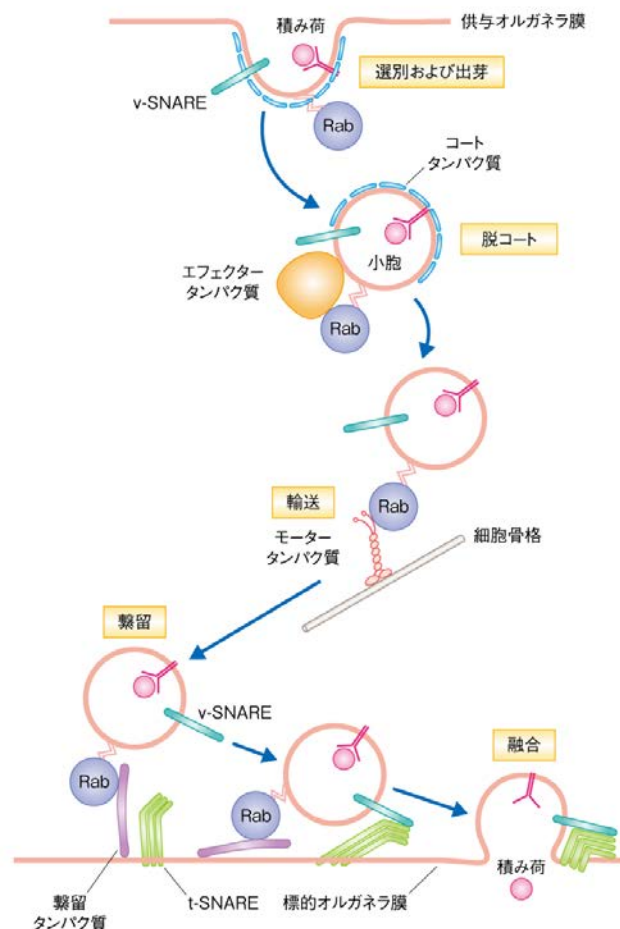 供与オルガネラ膜
積み荷
選別および出芽
v-SNARE
Rab
コート
タンパク質
脱コート
小胞
エフェクター
タンパク質
Rab
輸送
Rab
モーター
タンパク質
細胞骨格
繋留
v-SNARE
融合
Rab
Rab
積み荷
繋留
タンパク質
t-SNARE
標的オルガネラ膜